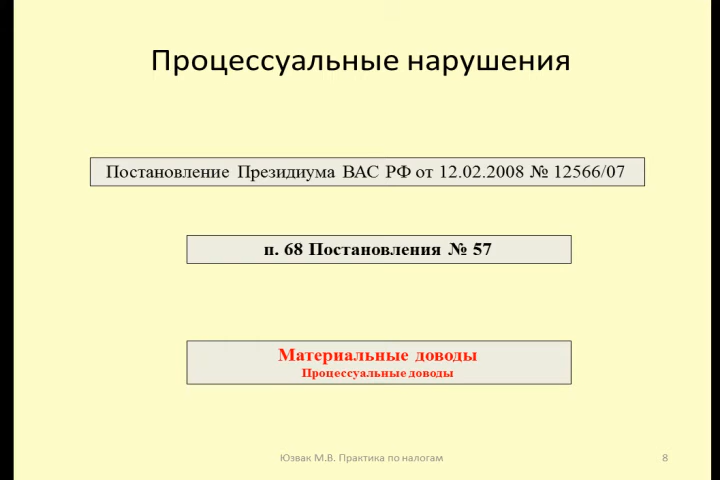 Процессуальные нарушения
Постановление Президиума ВАС РФ от 12.02.2008 № 12566/07
п. 68 Постановления № 57
Материальные доводы
Процессуальные доводы
Юзвак М.В. Практика по налогам
8